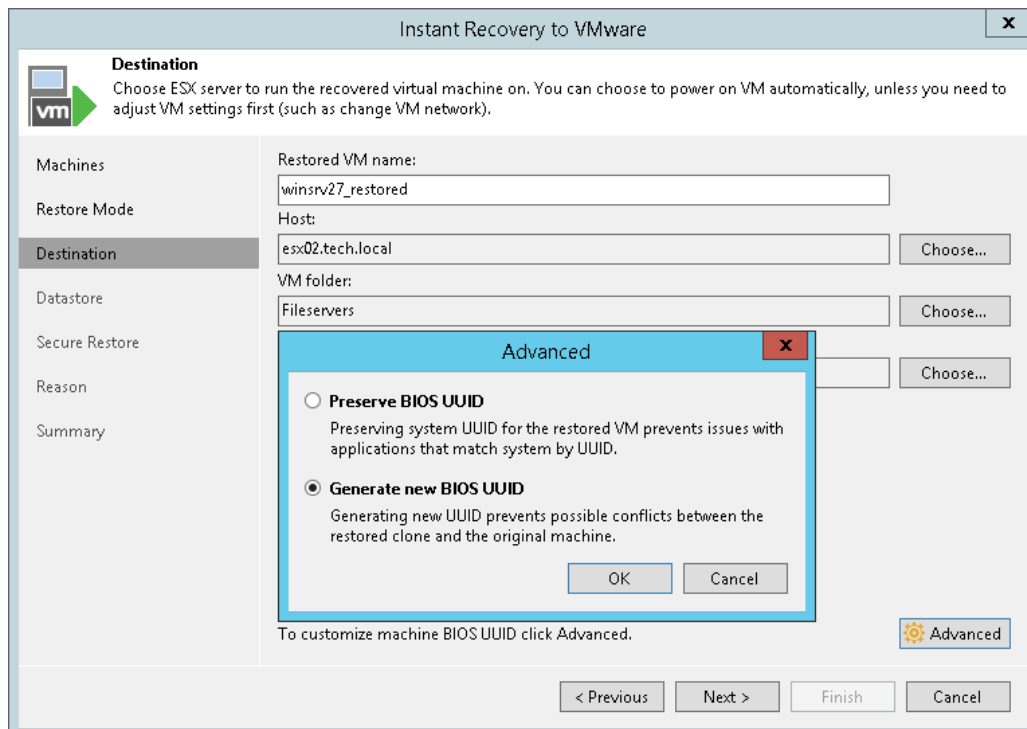 Instant Recovery to VMware
x
Destination
Choose ESX server to run the recovered virtual machine on. You can choose to power on VM automatically, unless you need to
adjust VM settings first (such as change VM network).
vm
Machines
Restore Mode
Destination
Datastore
Secure Restore
Reason
Summary
Restored VM name:
winsrv27_restored
Host:
esx02.tech.local
Choose...
VM folder:
Fileservers
Choose...
Choose...
Advanced
x
Preserve BIOS UUID
Preserving system UUID for the restored VM prevents issues with
applications that match system by UUID.
Generate new BIOS UUID
Generating new UUID prevents possible conflicts between the
restored clone and the original machine.
OK
Cancel
To customize machine BIOS UUID click Advanced.
Advanced
< Previous
Next >
Finish
Cancel